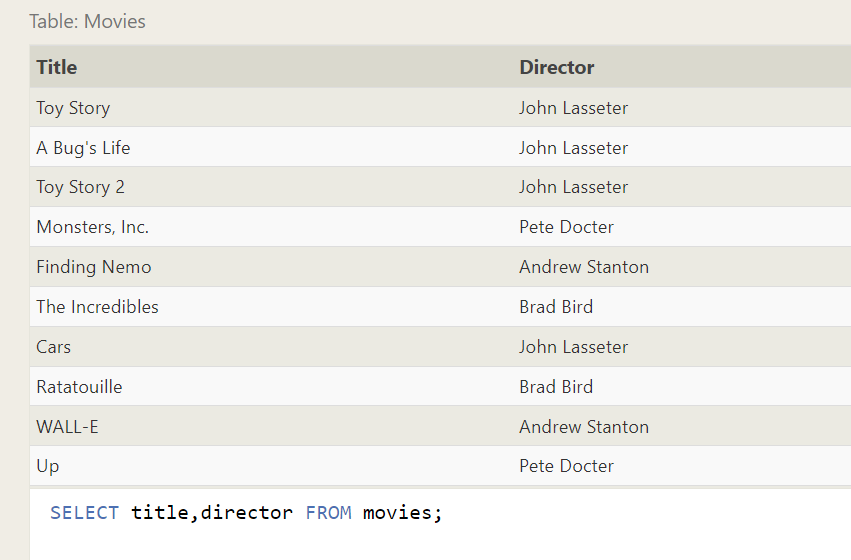 Table: Movies
Title Director
Toy Story John Lasseter
A Bug's Life John Lasseter
Toy Story 2 John Lasseter
Monsters, Inc. Pete Docter
Finding Nemo Andrew Stanton
The Incredibles Brad Bird
Cars John Lasseter
Ratatouille Brad Bird
WALL-E Andrew Stanton
Up Pete Docter
SELECT title,director FROM movies;